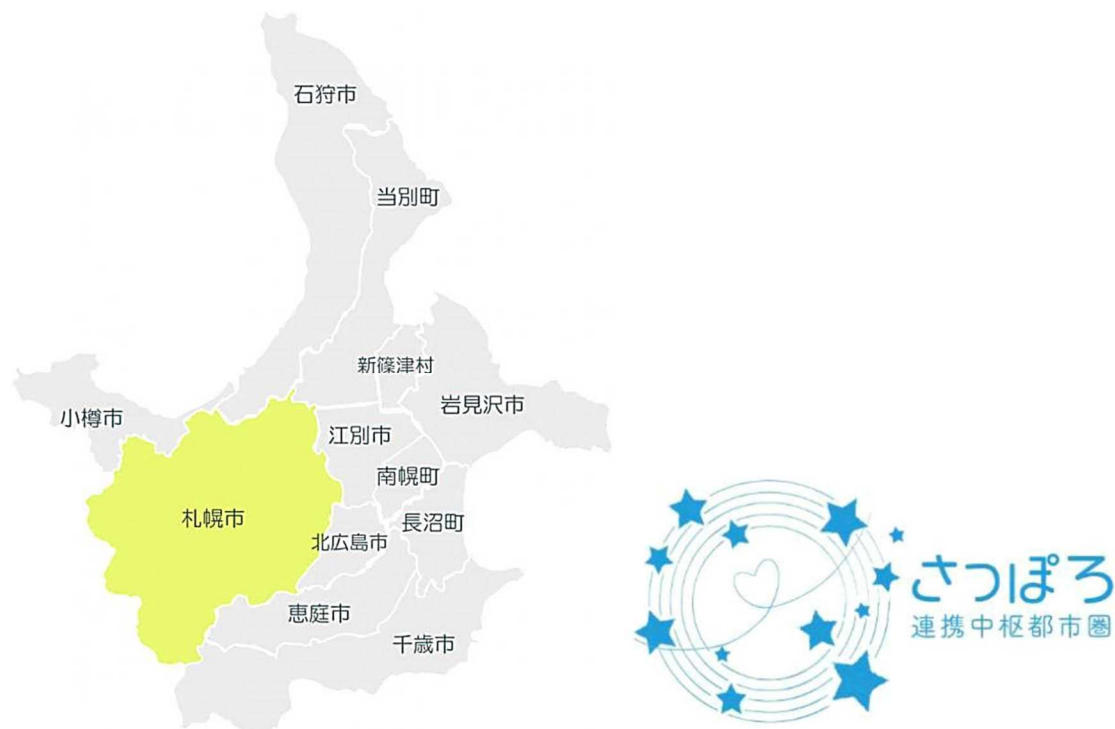 石狩市
当別町
新篠津村
岩見沢市
小樽市
江別市
南幌町
札幌市
長沼町
北広島市
恵庭市
千歳市
さっぽろ
連携中枢都市圏